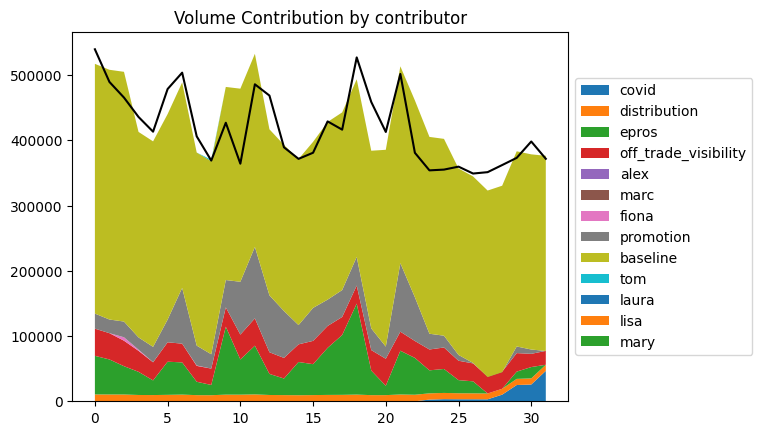 Volume Contribution by contributor
500000
400000
300000
200000
100000
0
0 5 10 15 20 25 30
covid
distribution
epros
off_trade_visibility
alex
marc
fiona
promotion
baseline
tom
laura
lisa
mary